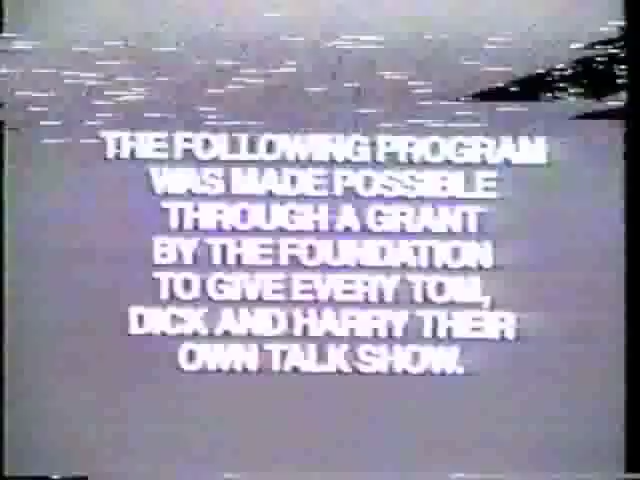 THE FOLLOWING PROGRAM
WAS MADE POSSIBLE
THROUGH A GRANT
BY THE FOUNDATION
TO GIVE EVERY TOM,
DICK AND HARRY THEIR
OWN TALK SHOW.